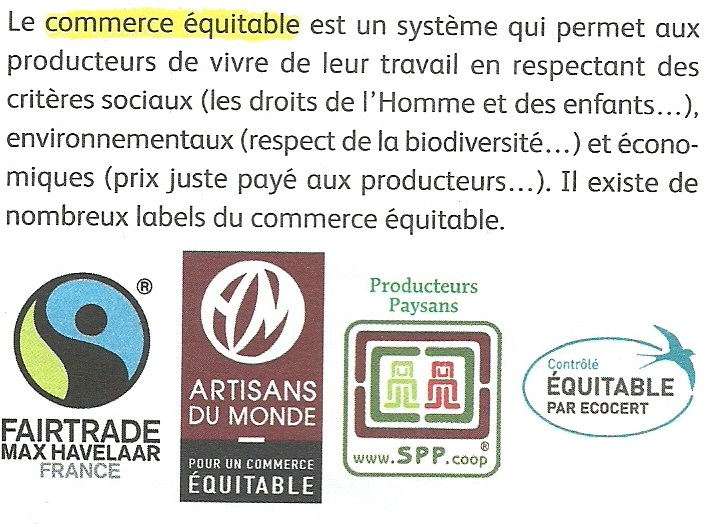 Le commerce équitable est un système qui permet aux
producteurs de vivre de leur travail en respectant des
critères sociaux (les droits de l'Homme et des enfants...),
environnementaux (respect de la biodiversité...) et écono-
miques (prix juste payé aux producteurs...). Il existe de
nombreux labels du commerce équitable.
®
FAIRTRADE
MAX HAVELAAR
FRANCE
ARTISANS
DU MONDE
POUR UN COMMERCE
ÉQUITABLE
Producteurs
Paysans
www.SPP.coop
®
Contrôlé
ÉQUITABLE
PAR ECOCERT